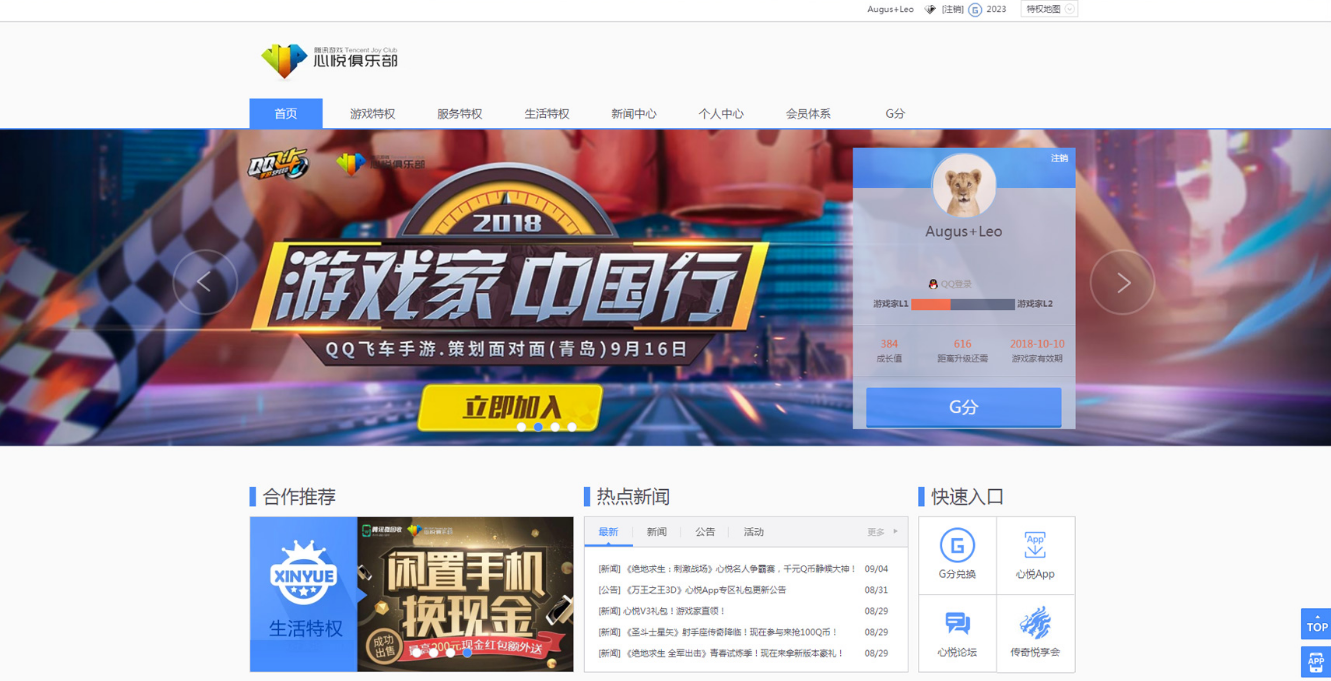 Augus+Leo [注销] G 2023 特权地图
腾讯游戏 Tencent Joy Club
心悦俱乐部
首页 游戏特权 服务特权 生活特权 新闻中心 个人中心 会员体系 G分
QQ飞车
SPEED
心悦俱乐部
2018
游戏家 中国行
QQ飞车手游.策划面对面(青岛)9月16日
立即加入
注销
Augus+Leo
QQ登录
游戏家L1 游戏家L2
384 616 2018-10-10
成长值 距离升级还需 游戏家有效期
G分
合作推荐
XINYUE
生活特权
腾讯微回收
心悦俱乐部
闲置手机
换现金
成功
出售
最高200元现金红包额外送
热点新闻
最新 新闻 公告 活动 更多
[新闻] 《绝地求生：刺激战场》心悦名人争霸赛，千元Q币静候大神！ 09/04
[公告] 《万王之王3D》心悦App专区礼包更新公告 08/31
[新闻] 心悦V3礼包！游戏家直领！ 08/29
[新闻] 《圣斗士星矢》射手座传奇降临！现在参与来抢100Q币！ 08/29
[新闻] 《绝地求生 全军出击》青春试炼季！现在来拿新版本豪礼！ 08/29
快速入口
G
G分兑换
App
心悦App
心悦论坛
传奇悦享会
TOP
APP